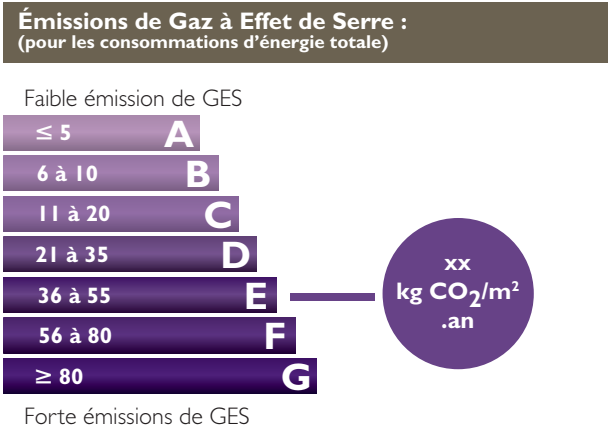 Émissions de Gaz à Effet de Serre :
(pour les consommations d’énergie totale)
Faible émission de GES
≤ 5 A
6 à 10 B
11 à 20 C
21 à 35 D
36 à 55 E
56 à 80 F
≥ 80 G
xx
kg CO₂/m²
.an
Forte émissions de GES